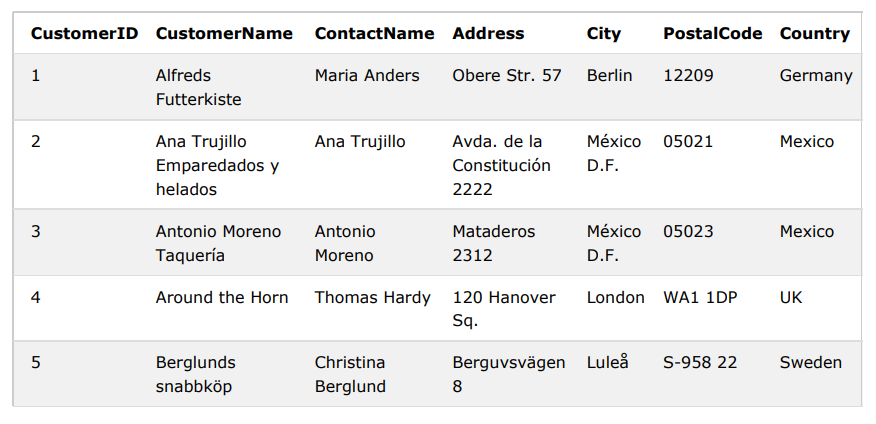 CustomerID CustomerName ContactName Address City PostalCode Country
1 Alfreds Futterkiste Maria Anders Obere Str. 57 Berlin 12209 Germany
2 Ana Trujillo Emparedados y helados Ana Trujillo Avda. de la Constitución 2222 México D.F. 05021 Mexico
3 Antonio Moreno Taquería Antonio Moreno Mataderos 2312 México D.F. 05023 Mexico
4 Around the Horn Thomas Hardy 120 Hanover Sq. London WA1 1DP UK
5 Berglunds snabbköp Christina Berglund Berguvsvägen 8 Luleå S-958 22 Sweden